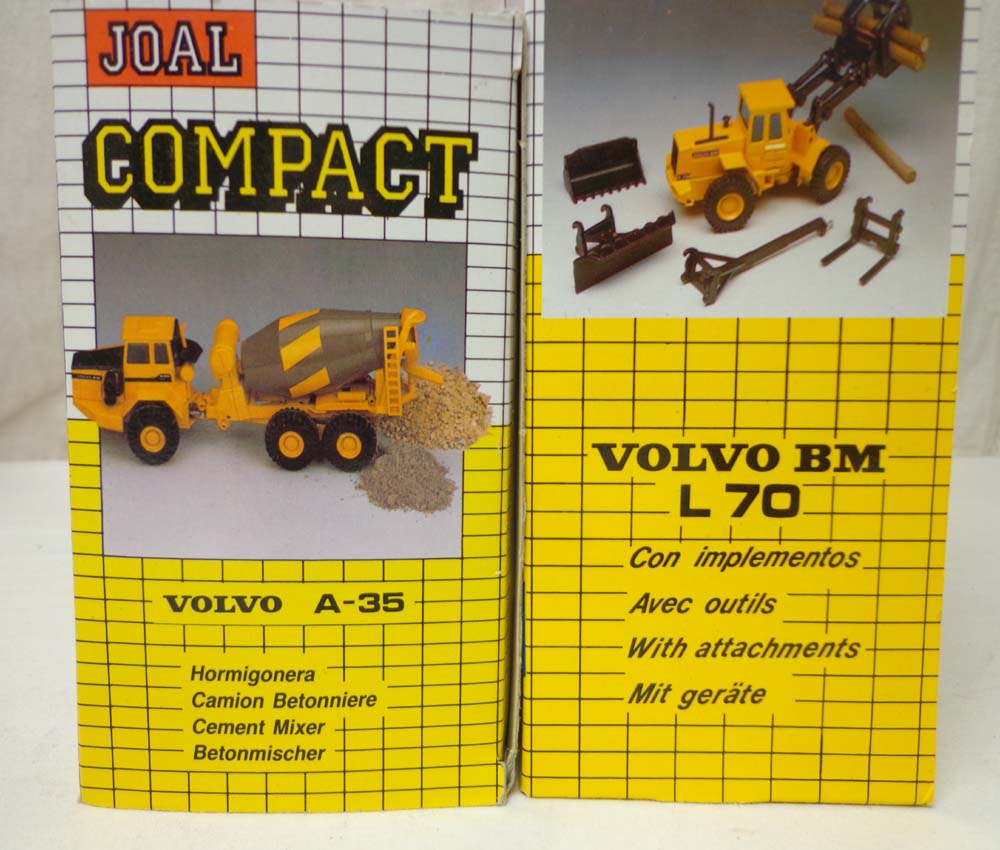 JOAL
COMPACT
VOLVO A-35
Hormigonera
Camion Betonniere
Cement Mixer
Betonmischer
VOLVO BM
L 70
Con implementos
Avec outils
With attachments
Mit geräte